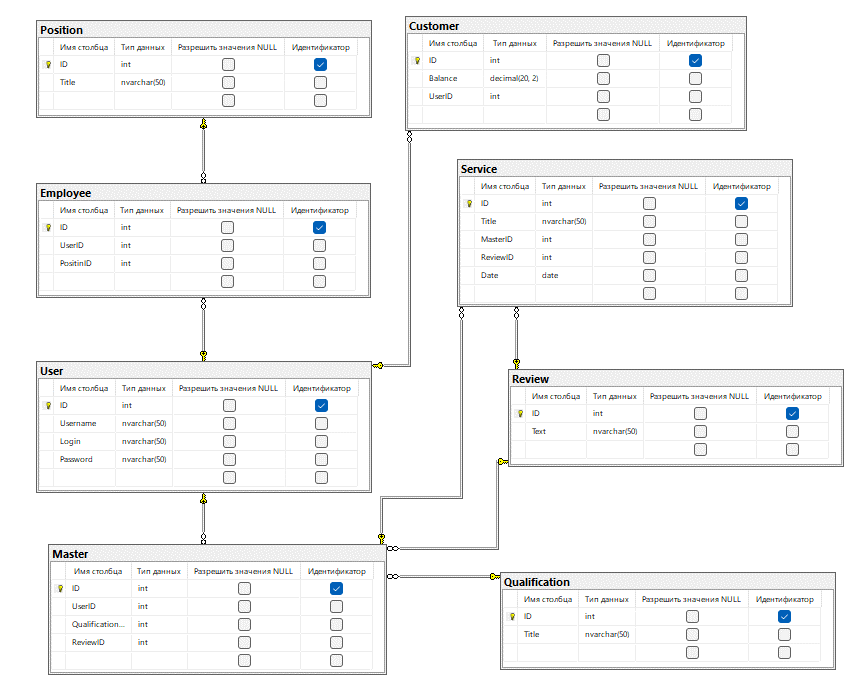 Position
Имя столбца Тип данных Разрешить значения NULL Идентификатор
ID int
Title nvarchar(50)
Customer
Имя столбца Тип данных Разрешить значения NULL Идентификатор
ID int
Balance decimal(20, 2)
UserID int
Employee
Имя столбца Тип данных Разрешить значения NULL Идентификатор
ID int
UserID int
PositinID int
Service
Имя столбца Тип данных Разрешить значения NULL Идентификатор
ID int
Title nvarchar(50)
MasterID int
ReviewID int
Date date
User
Имя столбца Тип данных Разрешить значения NULL Идентификатор
ID int
Username nvarchar(50)
Login nvarchar(50)
Password nvarchar(50)
Review
Имя столбца Тип данных Разрешить значения NULL Идентификатор
ID int
Text nvarchar(50)
Master
Имя столбца Тип данных Разрешить значения NULL Идентификатор
ID int
UserID int
Qualification... int
ReviewID int
Qualification
Имя столбца Тип данных Разрешить значения NULL Идентификатор
ID int
Title nvarchar(50)